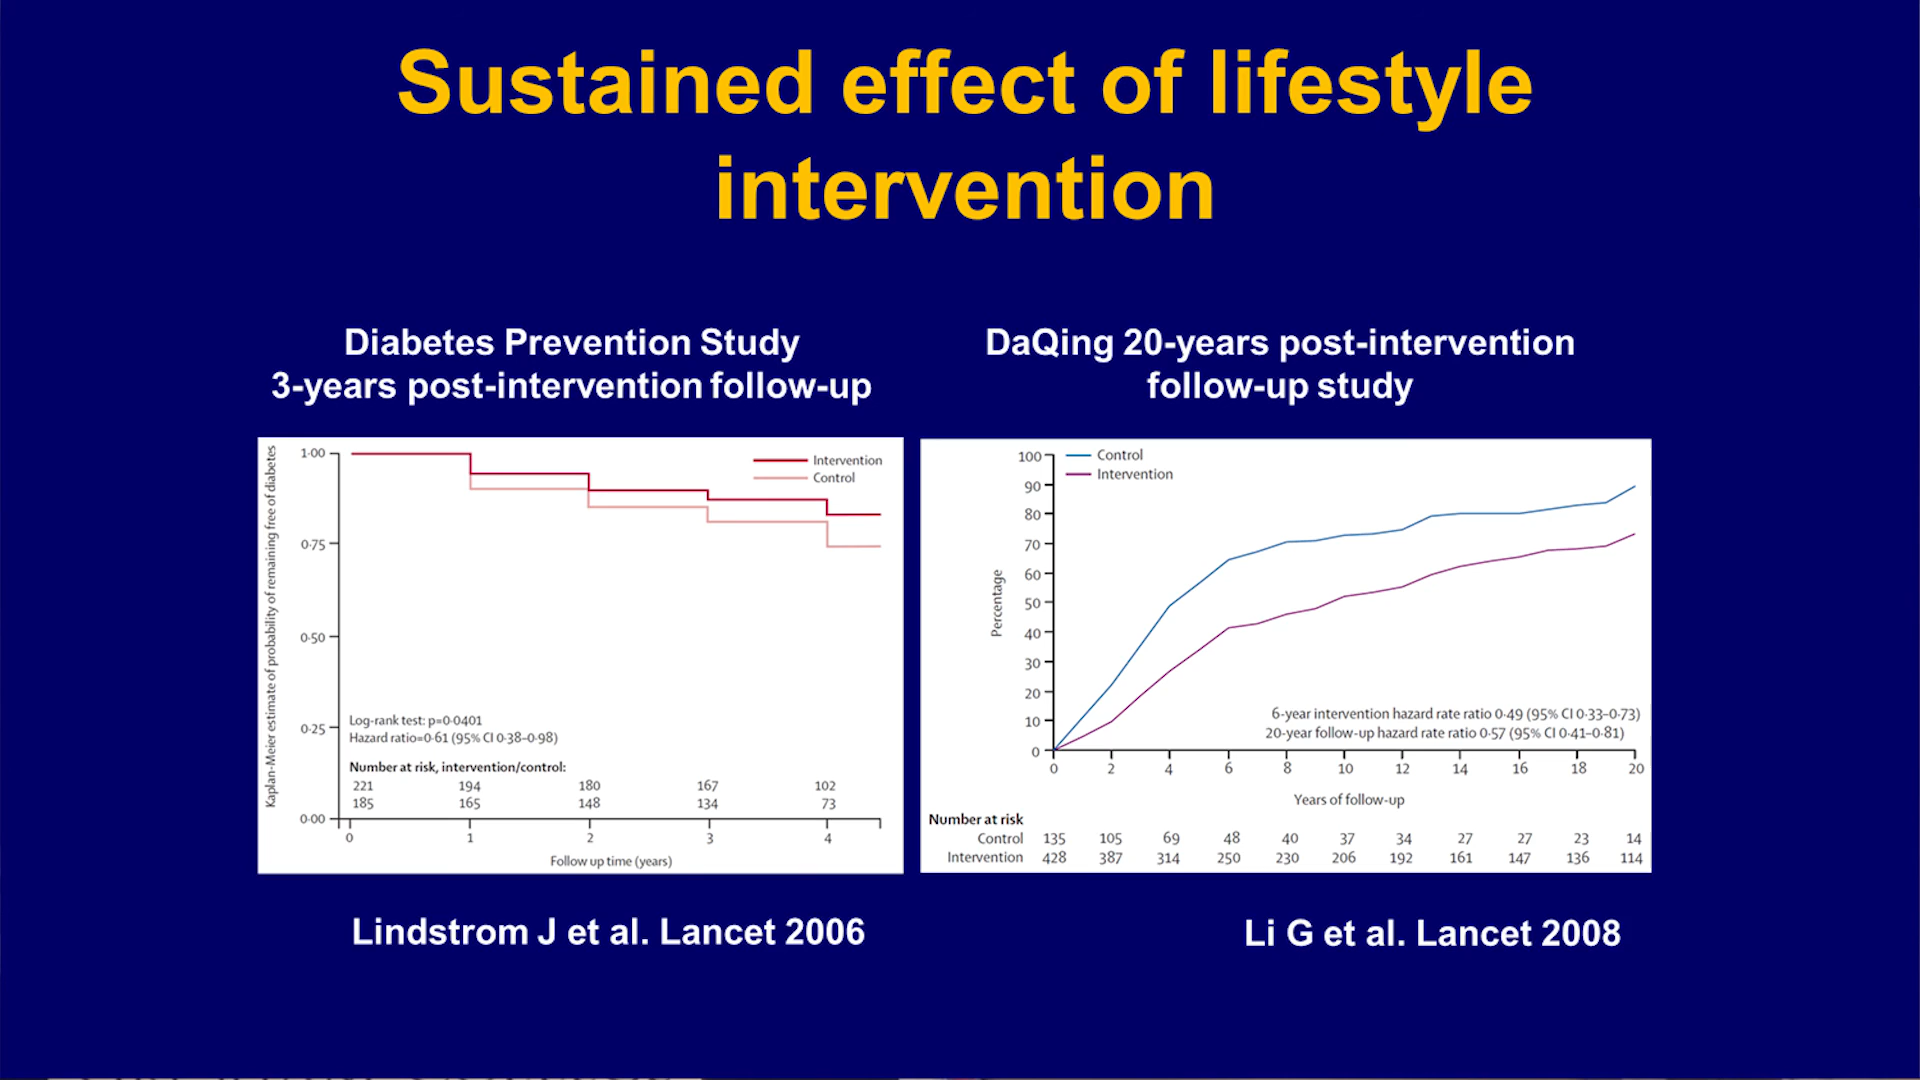 Sustained effect of lifestyle
intervention
Diabetes Prevention Study
3-years post-intervention follow-up
Kaplan-Meier estimate of probability of remaining free of diabetes
1·00
0·75
0·50
0·25
0·00
Intervention
Control
Log-rank test: p=0·0401
Hazard ratio=0·61 (95% CI 0·38–0·98)
Number at risk, intervention/control:
221 194 180 167 102
185 165 148 134 73
0 1 2 3 4
Follow up time (years)
Lindstrom J et al. Lancet 2006
DaQing 20-years post-intervention
follow-up study
Percentage
100
90
80
70
60
50
40
30
20
10
0
Control
Intervention
6-year intervention hazard rate ratio 0·49 (95% CI 0·33–0·73)
20-year follow-up hazard rate ratio 0·57 (95% CI 0·41–0·81)
0 2 4 6 8 10 12 14 16 18 20
Years of follow-up
Number at risk
Control 135 105 69 48 40 37 34 27 27 23 14
Intervention 428 387 314 250 230 206 192 161 147 136 114
Li G et al. Lancet 2008